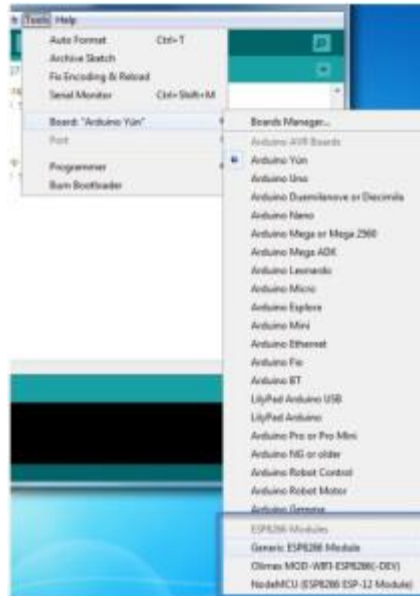 Tools Help
Auto Format Ctrl+T
Archive Sketch
Fix Encoding & Reload
Serial Monitor Ctrl+Shift+M
Board: "Arduino Yún"
Port
Programmer
Burn Bootloader
Boards Manager...
Arduino AVR Boards
Arduino Yún
Arduino Uno
Arduino Duemilanove or Diecimila
Arduino Nano
Arduino Mega or Mega 2560
Arduino Mega ADK
Arduino Leonardo
Arduino Micro
Arduino Esplora
Arduino Mini
Arduino Ethernet
Arduino Fio
Arduino BT
LilyPad Arduino USB
LilyPad Arduino
Arduino Pro or Pro Mini
Arduino NG or older
Arduino Robot Control
Arduino Robot Motor
Arduino Gemma
ESP8266 Modules
Generic ESP8266 Module
Olimex MOD-WIFI-ESP8266(-DEV)
NodeMCU (ESP8266 ESP-12 Module)